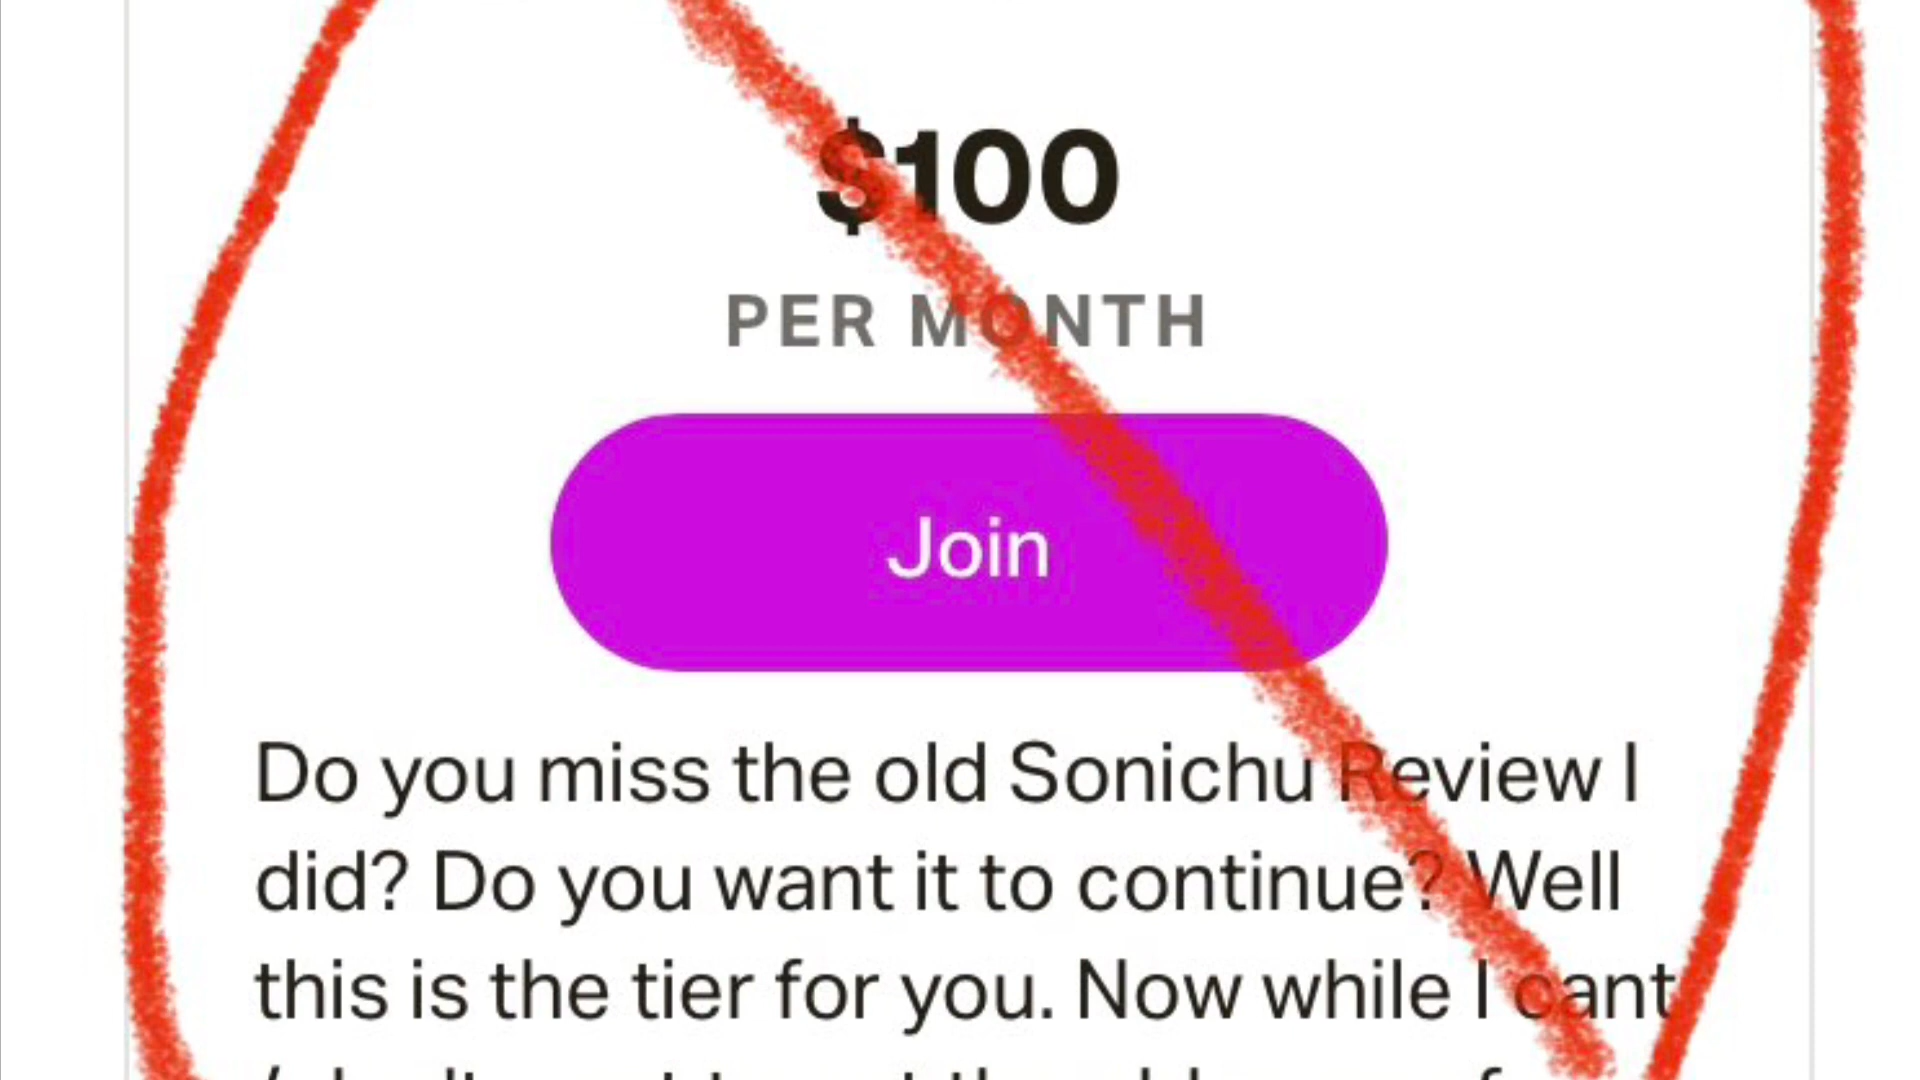 $100
PER MONTH
Join
Do you miss the old Sonichu Review I
did? Do you want it to continue? Well
this is the tier for you. Now while I cant